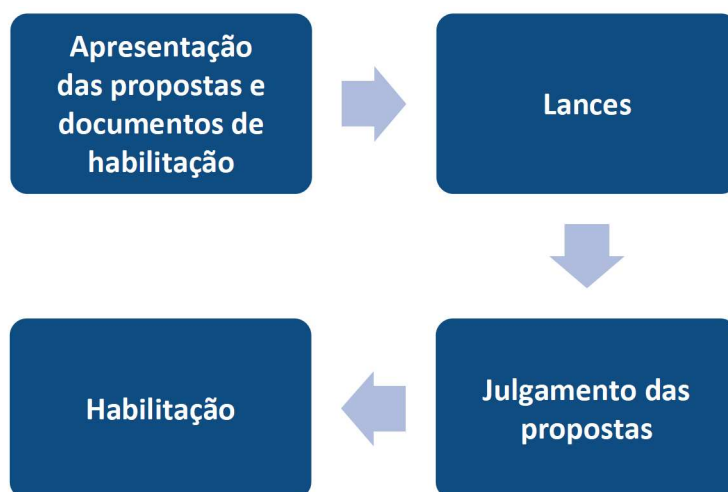 Apresentação
das propostas e
documentos de
habilitação
Lances
Julgamento das
propostas
Habilitação